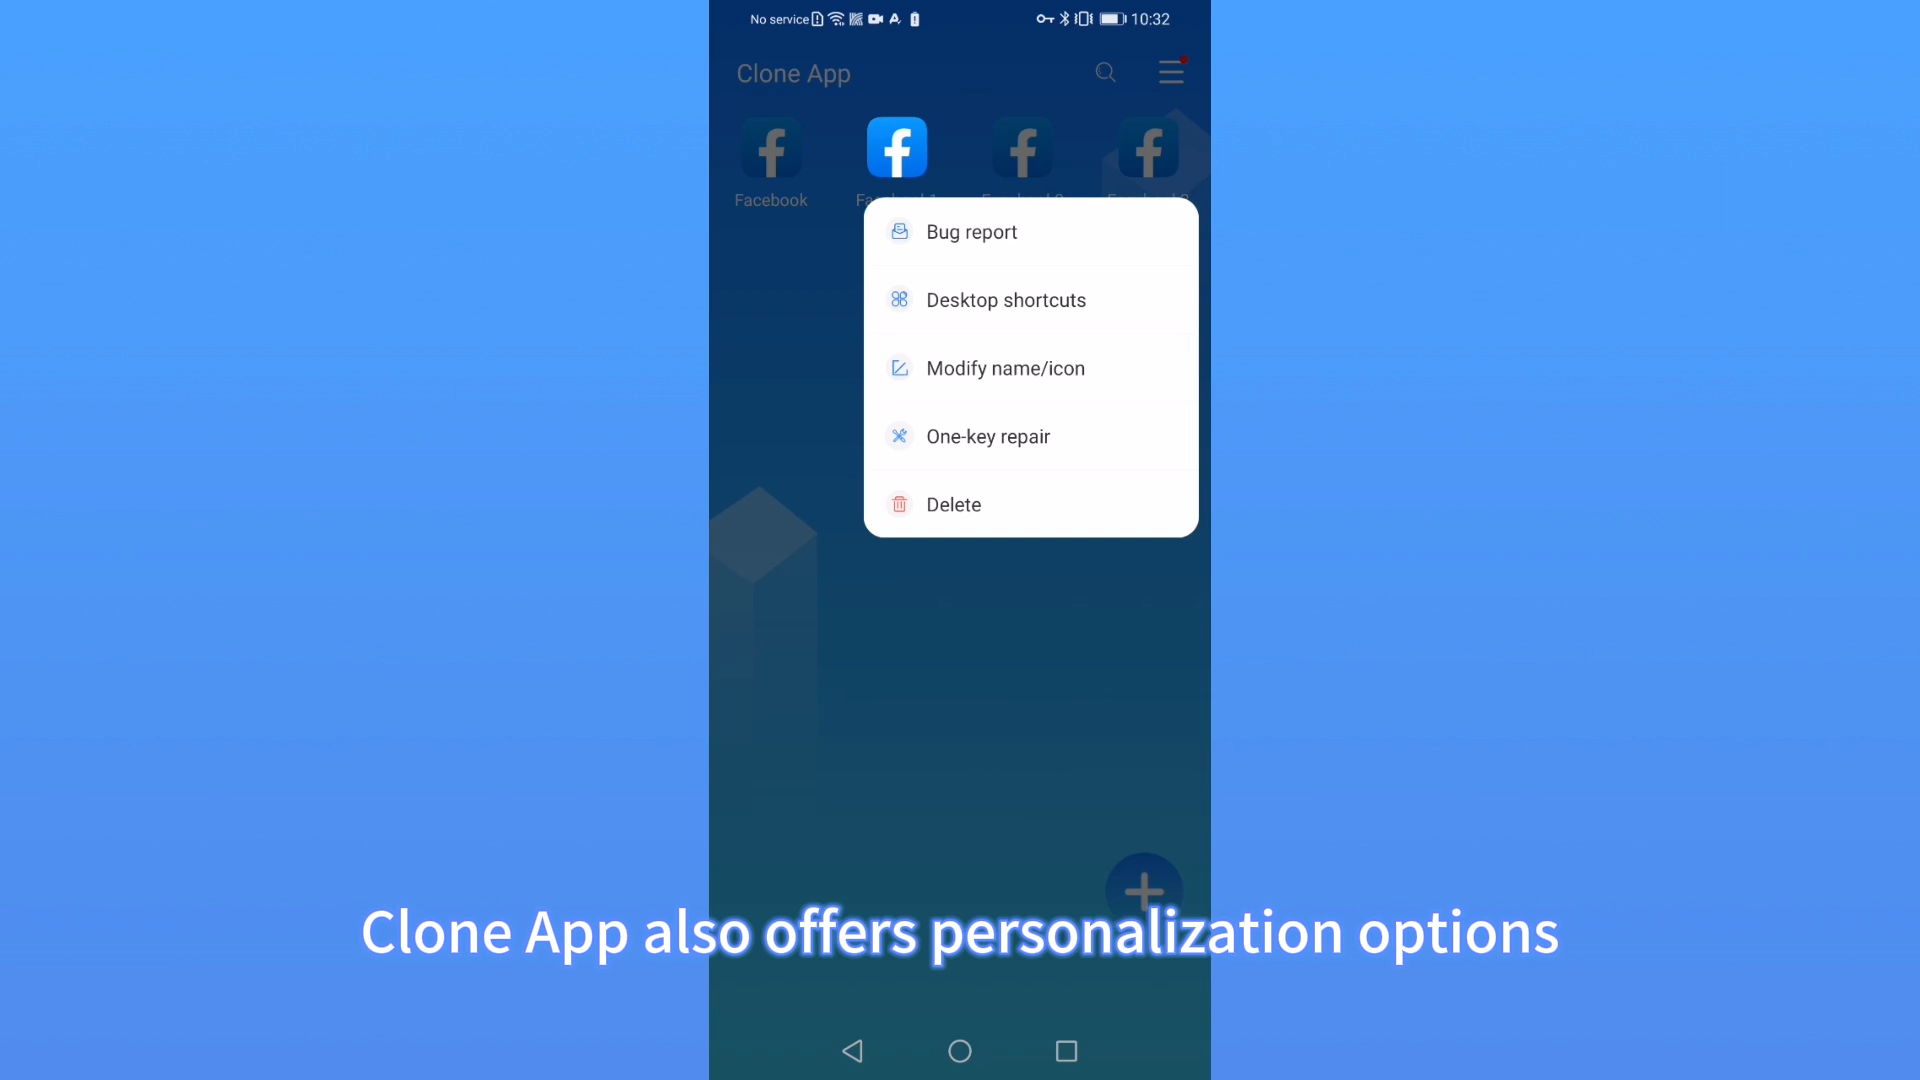 No service
10:32
Clone App
Facebook
Bug report
Desktop shortcuts
Modify name/icon
One-key repair
Delete
Clone App also offers personalization options